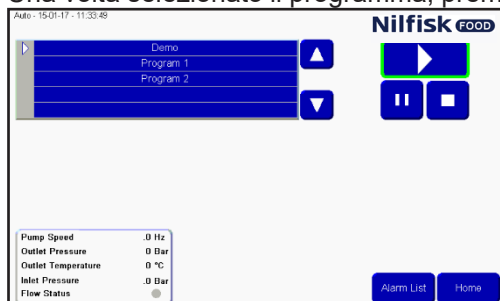 Una volta selezionato il programma, prem
Auto - 15-01-17 - 11:33:49
Nilfisk FOOD
Demo
Program 1
Program 2
Pump Speed .0 Hz
Outlet Pressure 0 Bar
Outlet Temperature 0 °C
Inlet Pressure .0 Bar
Flow Status
Alarm List Home